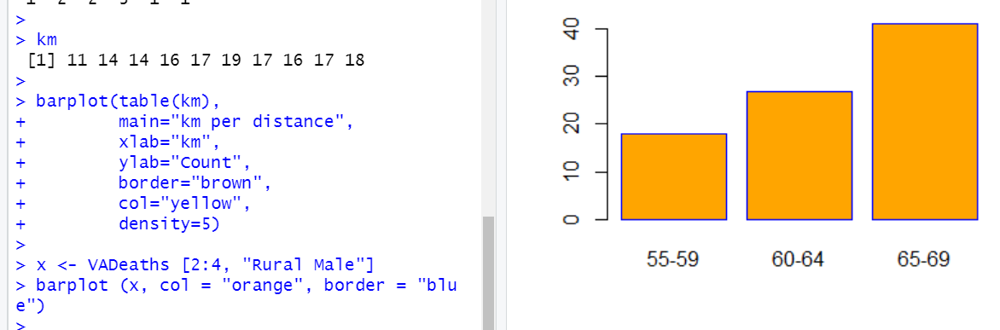 >
> km
[1] 11 14 14 16 17 19 17 16 17 18
>
> barplot(table(km),
+         main="km per distance",
+         xlab="km",
+         ylab="Count",
+         border="brown",
+         col="yellow",
+         density=5)
>
> x <- VADeaths [2:4, "Rural Male"]
> barplot (x, col = "orange", border = "blu
e")
>
40
30
20
10
0
55-59 60-64 65-69